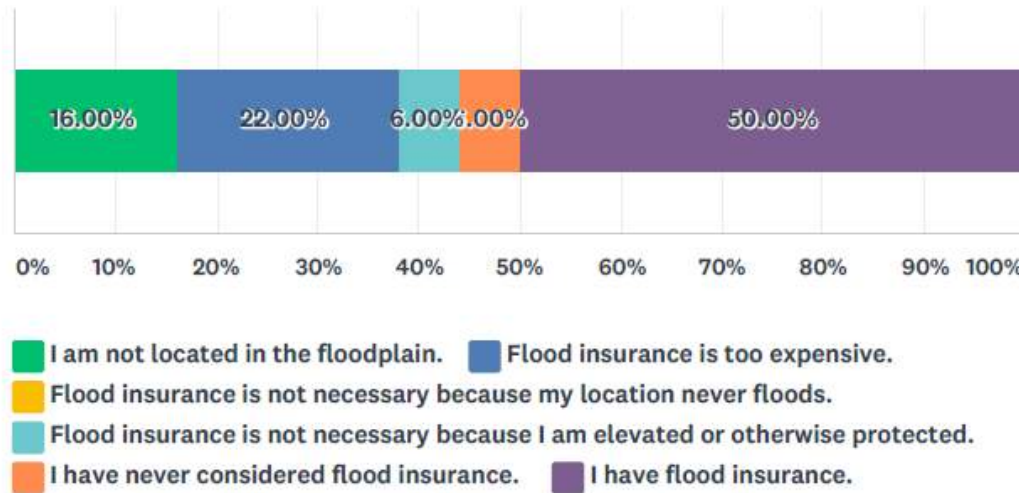 16.00% 22.00% 6.00% .00% 50.00%
0% 10% 20% 30% 40% 50% 60% 70% 80% 90% 100%
I am not located in the floodplain. Flood insurance is too expensive.
Flood insurance is not necessary because my location never floods.
Flood insurance is not necessary because I am elevated or otherwise protected.
I have never considered flood insurance. I have flood insurance.